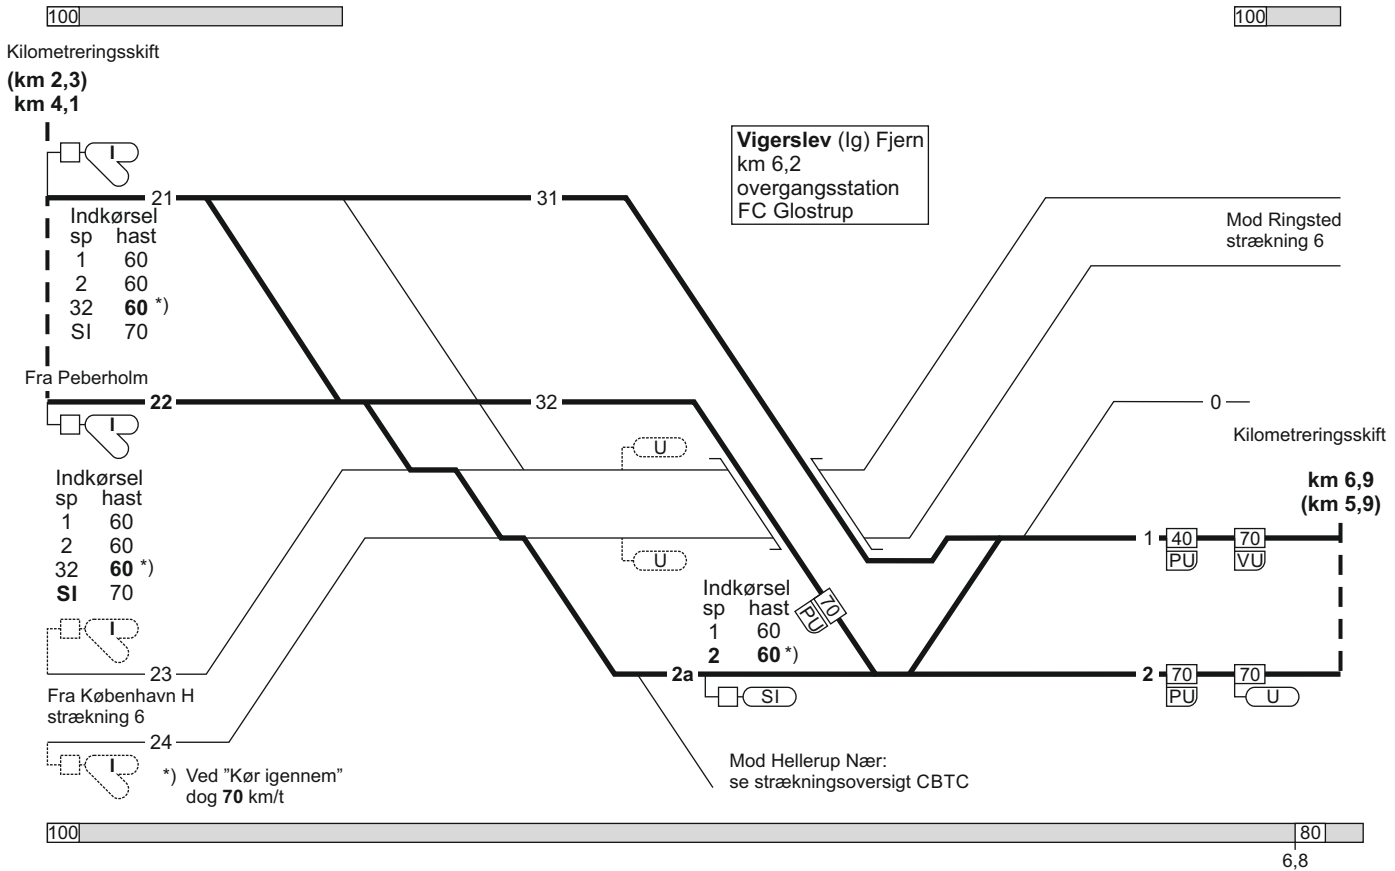 100
100
Kilometreringsskift
(km 2,3)
km 4,1
I
21
31
Vigerslev (Ig) Fjern
km 6,2
overgangsstation
FC Glostrup
Mod Ringsted
strækning 6
Indkørsel
sp hast
1 60
2 60
32 60 *)
SI 70
Fra Peberholm
22
32
0
I
U
Kilometreringsskift
km 6,9
(km 5,9)
Indkørsel
sp hast
1 60
2 60
32 60 *)
SI 70
U
1
40
PU
70
VU
Indkørsel
sp hast
1 60
2 60 *)
70
PU
I
23
2a
SI
2
70
PU
70
U
Fra København H
strækning 6
24
I
*) Ved ”Kør igennem”
dog 70 km/t
Mod Hellerup Nær:
se strækningsoversigt CBTC
100
80
6,8